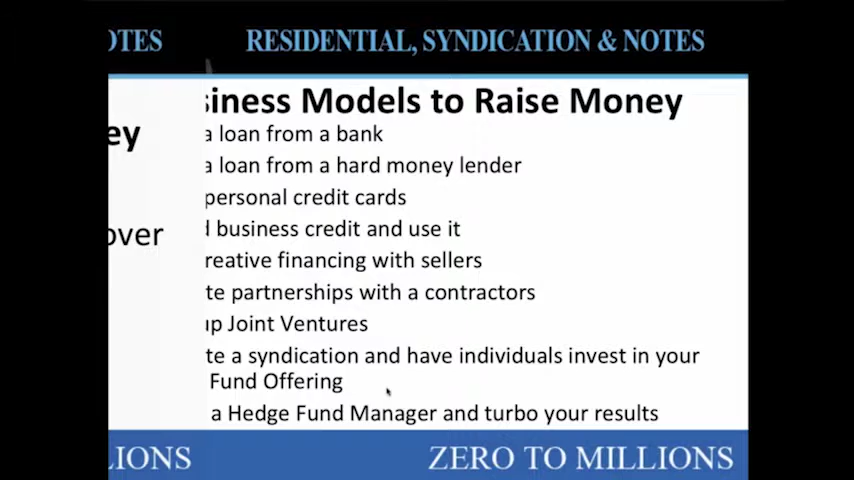 OTES RESIDENTIAL, SYNDICATION & NOTES
siness Models to Raise Money
ey
a loan from a bank
a loan from a hard money lender
personal credit cards
d business credit and use it
over
reative financing with sellers
te partnerships with a contractors
up Joint Ventures
te a syndication and have individuals invest in your
Fund Offering
a Hedge Fund Manager and turbo your results
LIONS ZERO TO MILLIONS